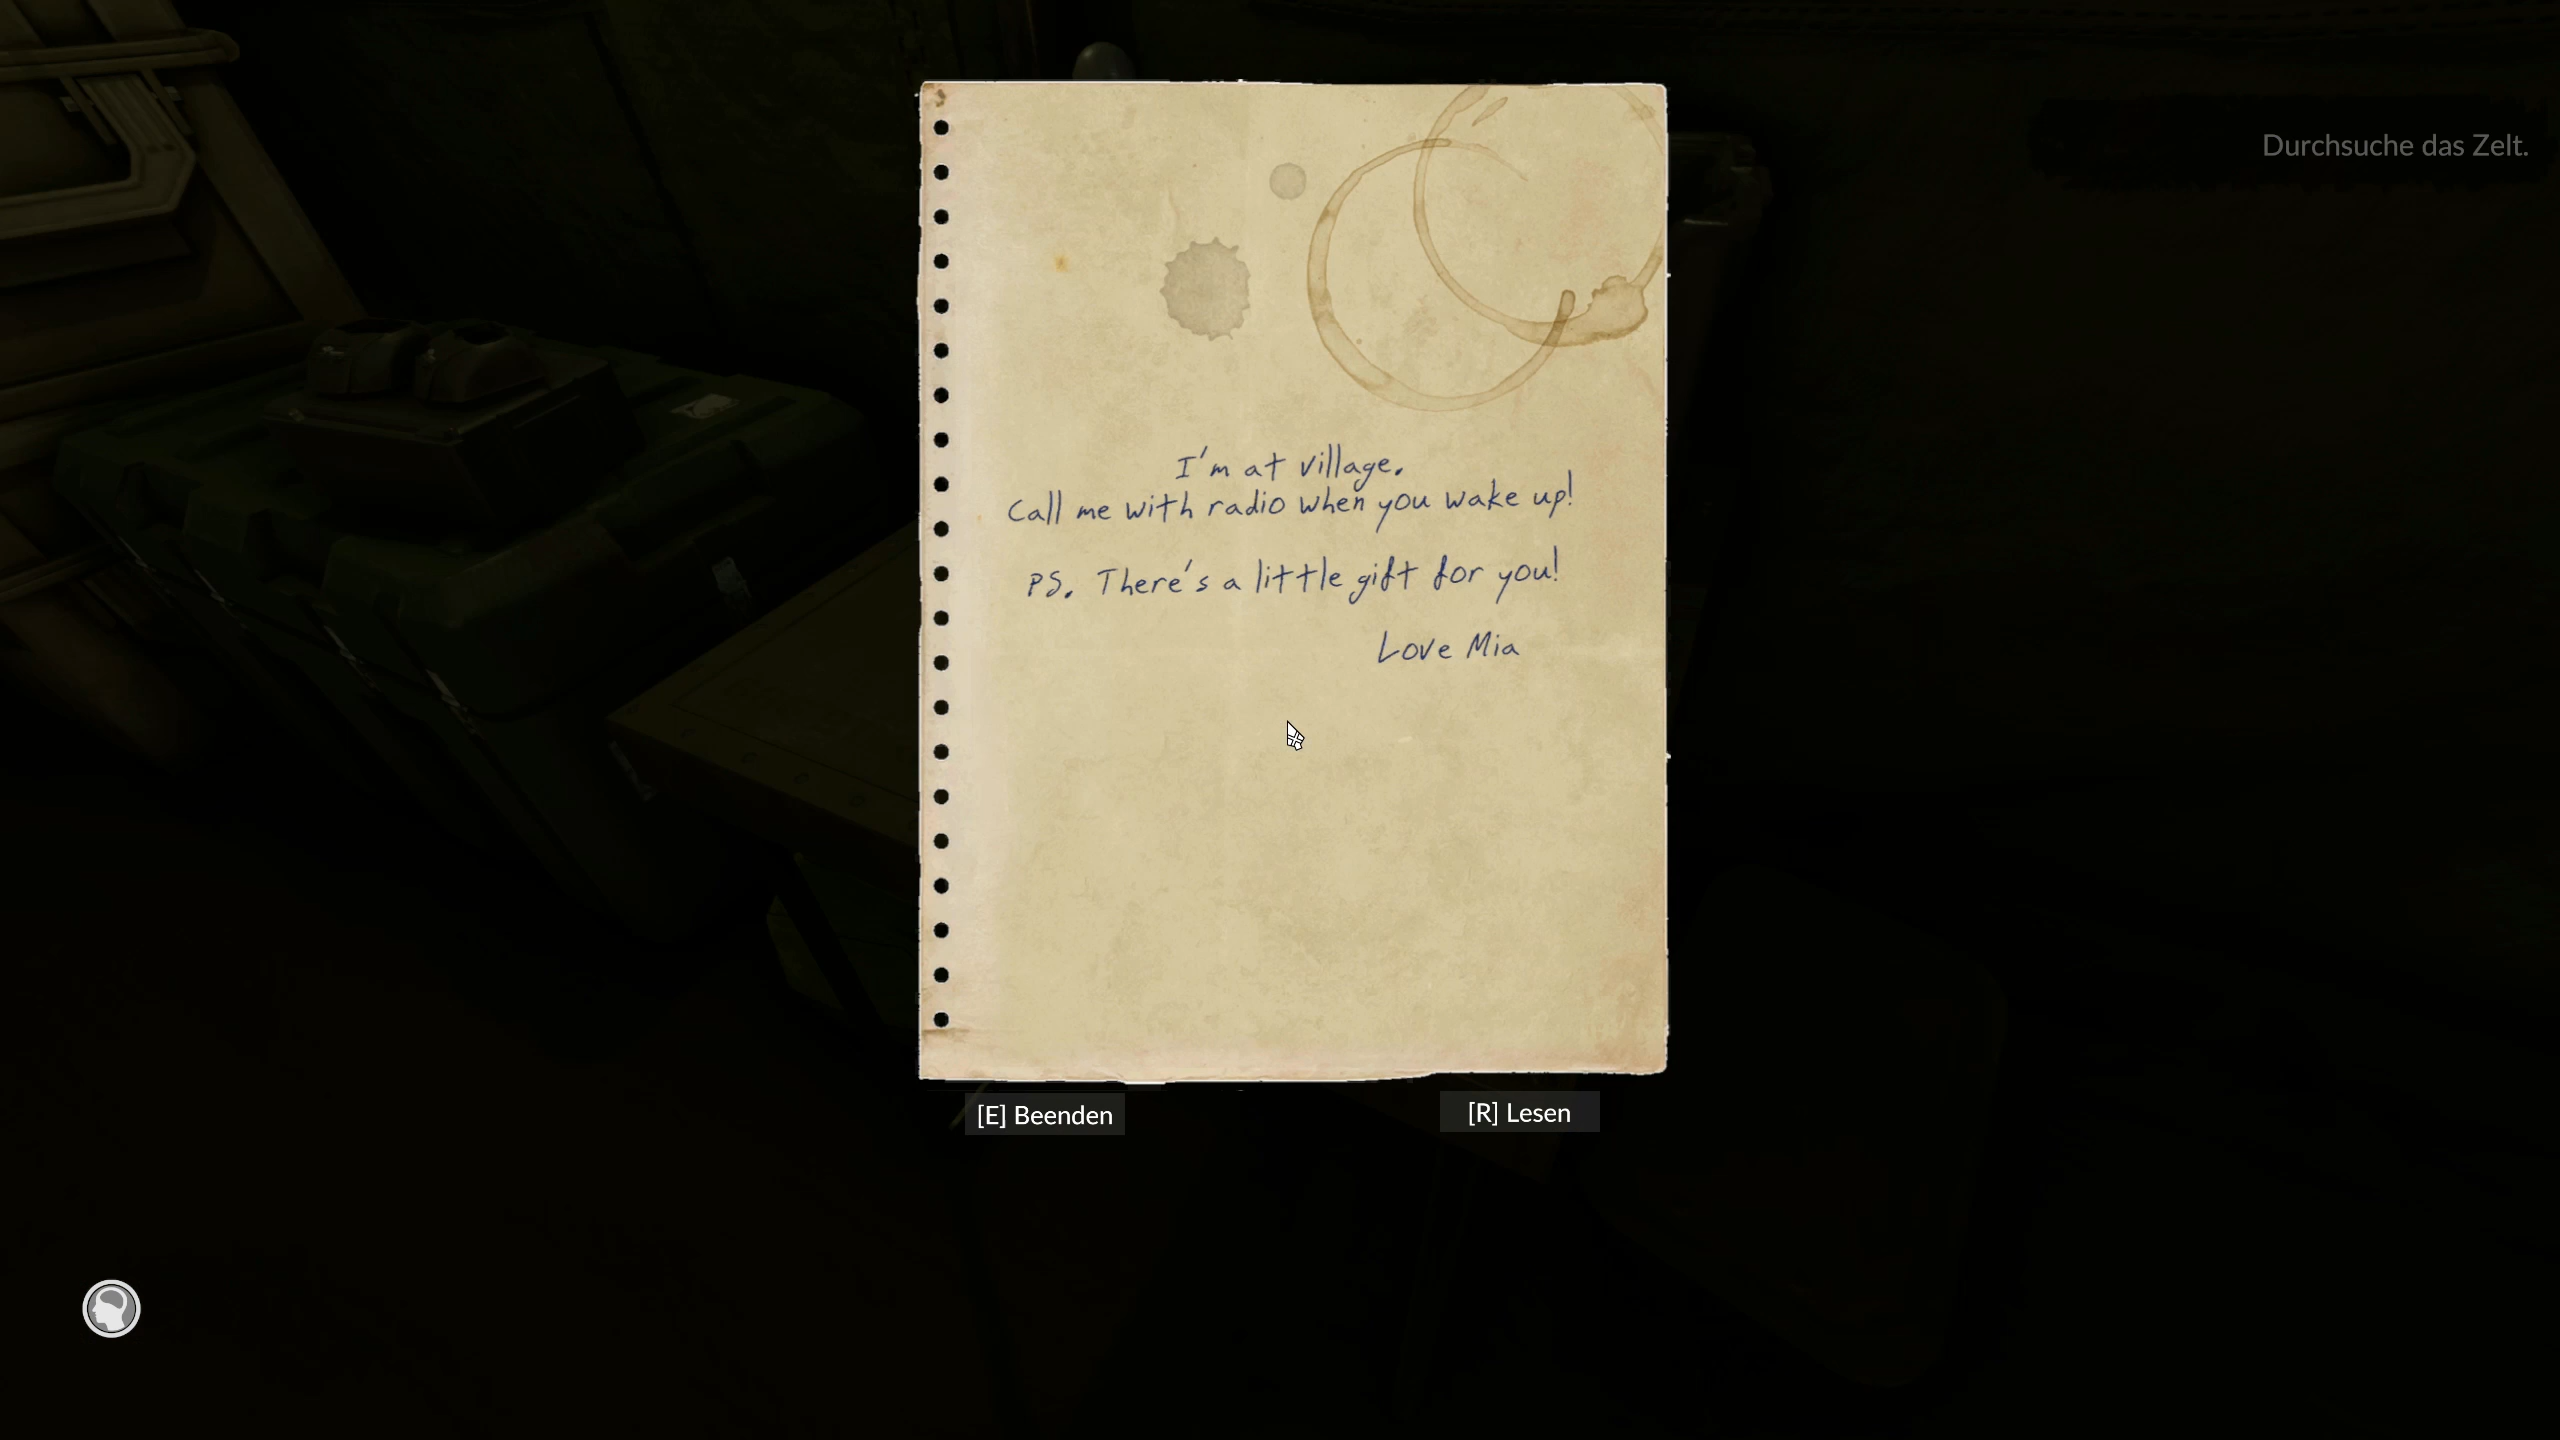 Durchsuche das Zelt.
I'm at village.
Call me with radio when you wake up!
PS. There's a little gift for you!
Love Mia
[E] Beenden
[R] Lesen